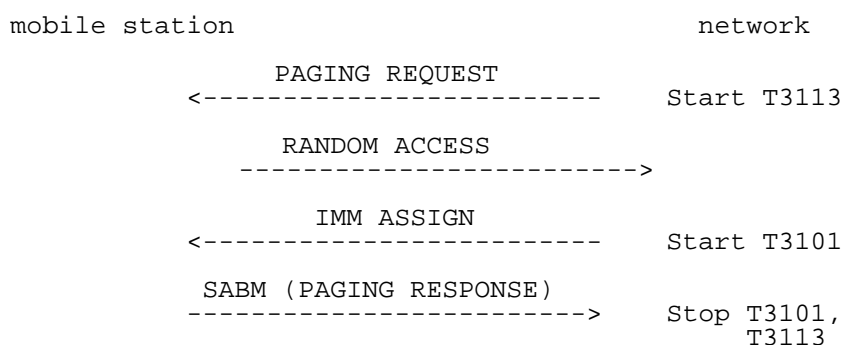 mobile station network
PAGING REQUEST
<------------------------- Start T3113
RANDOM ACCESS
------------------------->
IMM ASSIGN
<------------------------- Start T3101
SABM (PAGING RESPONSE)
-------------------------> Stop T3101,
T3113